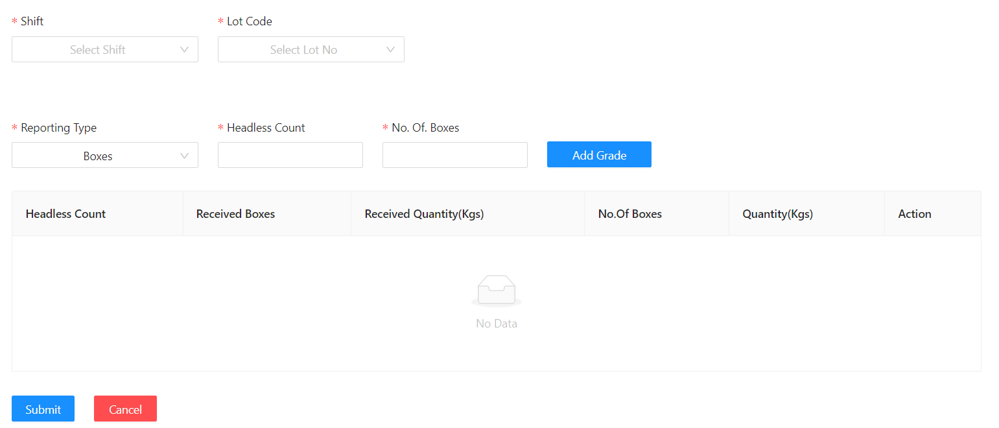 * Shift
* Lot Code
Select Shift
Select Lot No
* Reporting Type
* Headless Count
* No. Of. Boxes
Boxes
Add Grade
Headless Count
Received Boxes
Received Quantity(Kgs)
No.Of Boxes
Quantity(Kgs)
Action
No Data
Submit
Cancel